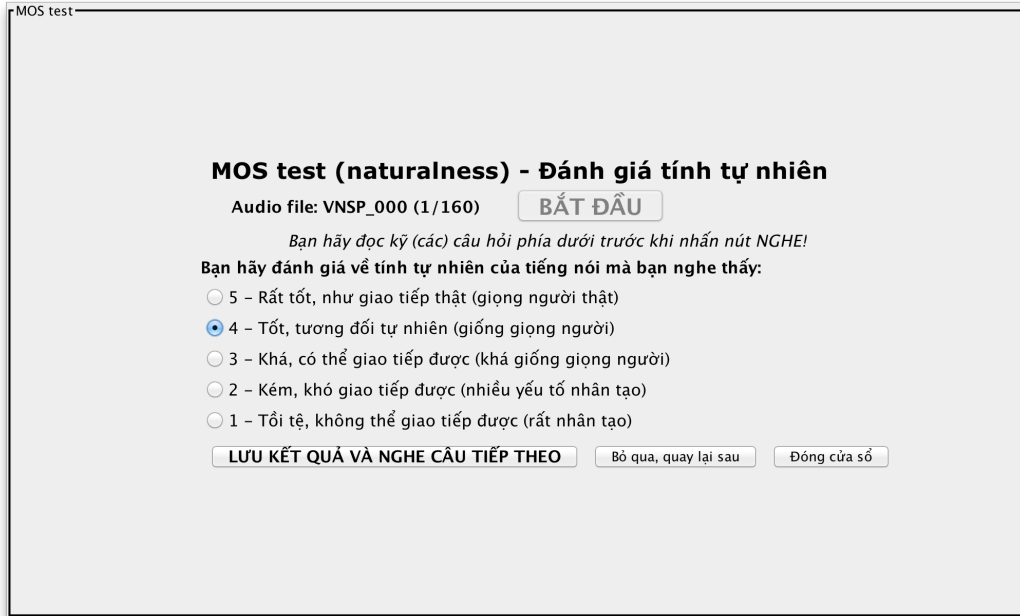 MOS test
MOS test (naturalness) - Đánh giá tính tự nhiên
Audio file: VNSP_000 (1/160) BẮT ĐẦU
Bạn hãy đọc kỹ (các) câu hỏi phía dưới trước khi nhấn nút NGHE!
Bạn hãy đánh giá về tính tự nhiên của tiếng nói mà bạn nghe thấy:
5 – Rất tốt, như giao tiếp thật (giọng người thật)
4 – Tốt, tương đối tự nhiên (giống giọng người)
3 – Khá, có thể giao tiếp được (khá giống giọng người)
2 – Kém, khó giao tiếp được (nhiều yếu tố nhân tạo)
1 – Tồi tệ, không thể giao tiếp được (rất nhân tạo)
LƯU KẾT QUẢ VÀ NGHE CÂU TIẾP THEO Bỏ qua, quay lại sau Đóng cửa sổ